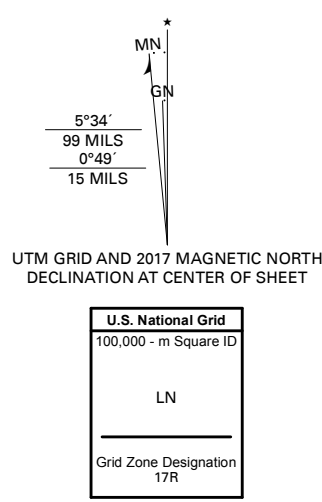 MN
GN
5°34´
99 MILS
0°49´
15 MILS
UTM GRID AND 2017 MAGNETIC NORTH
DECLINATION AT CENTER OF SHEET
U.S. National Grid
100,000 - m Square ID
LN
Grid Zone Designation
17R